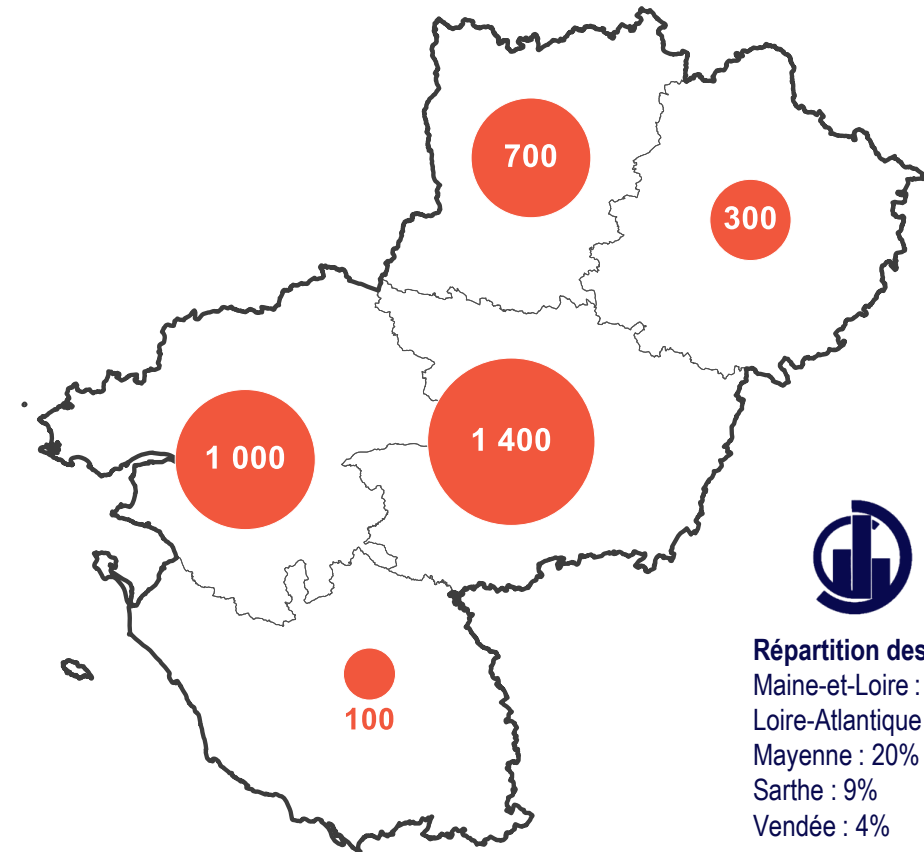 700
300
1 000
1 400
100
Répartition des
Maine-et-Loire :
Loire-Atlantique
Mayenne : 20%
Sarthe : 9%
Vendée : 4%